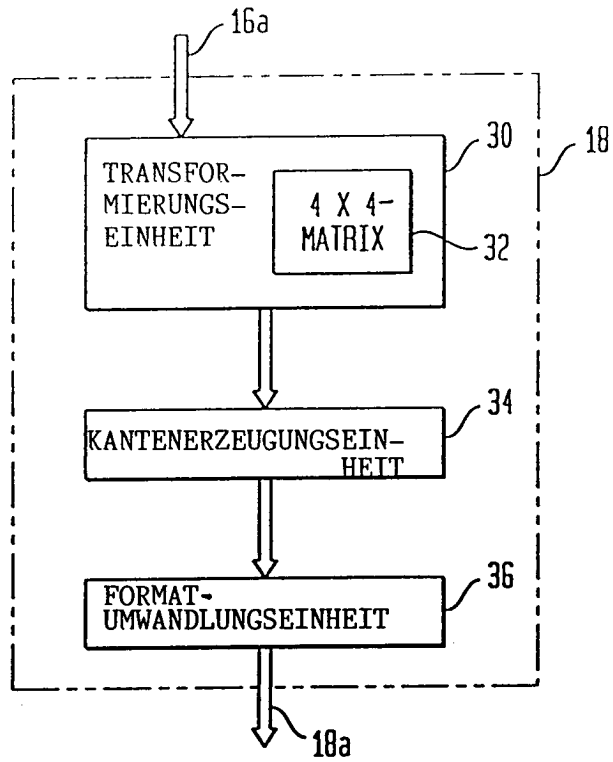 16a
30
18
TRANSFOR-
MIERUNGS-
EINHEIT
4 X 4-
MATRIX
32
34
KANTENERZEUGUNGSEIN-
HEIT
36
FORMAT-
UMWANDLUNGSEINHEIT
18a